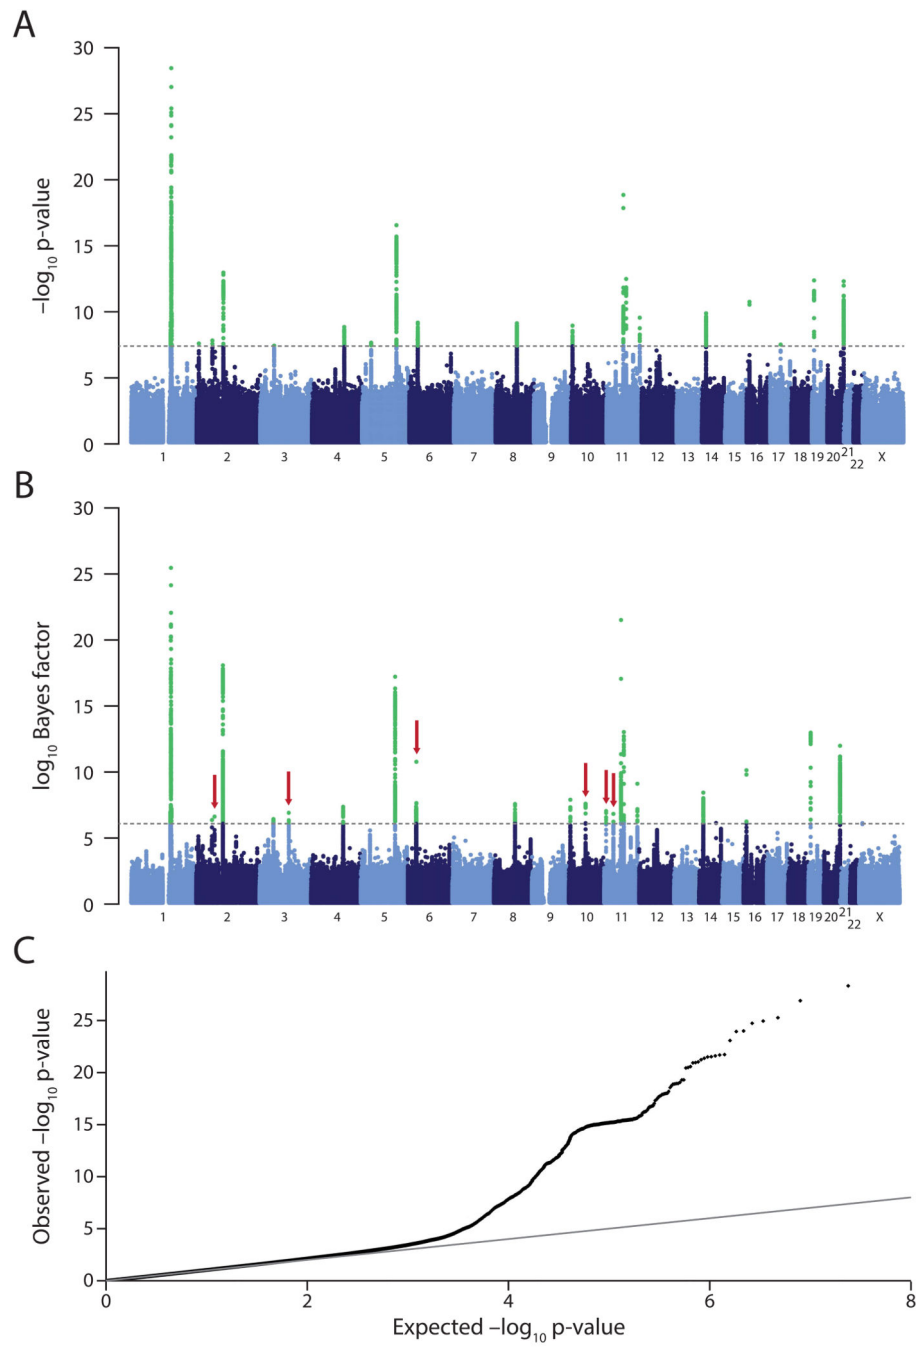 A
30
25
20
15
10
5
0
–log10 p-value
1 2 3 4 5 6 7 8 9 10 11 12 13 14 15 16 17 18 19 20 21 22 X
B
30
25
20
15
10
5
0
log10 Bayes factor
1 2 3 4 5 6 7 8 9 10 11 12 13 14 15 16 17 18 19 20 21 22 X
C
25
20
15
10
5
0
Observed –log10 p-value
0 2 4 6 8
Expected –log10 p-value